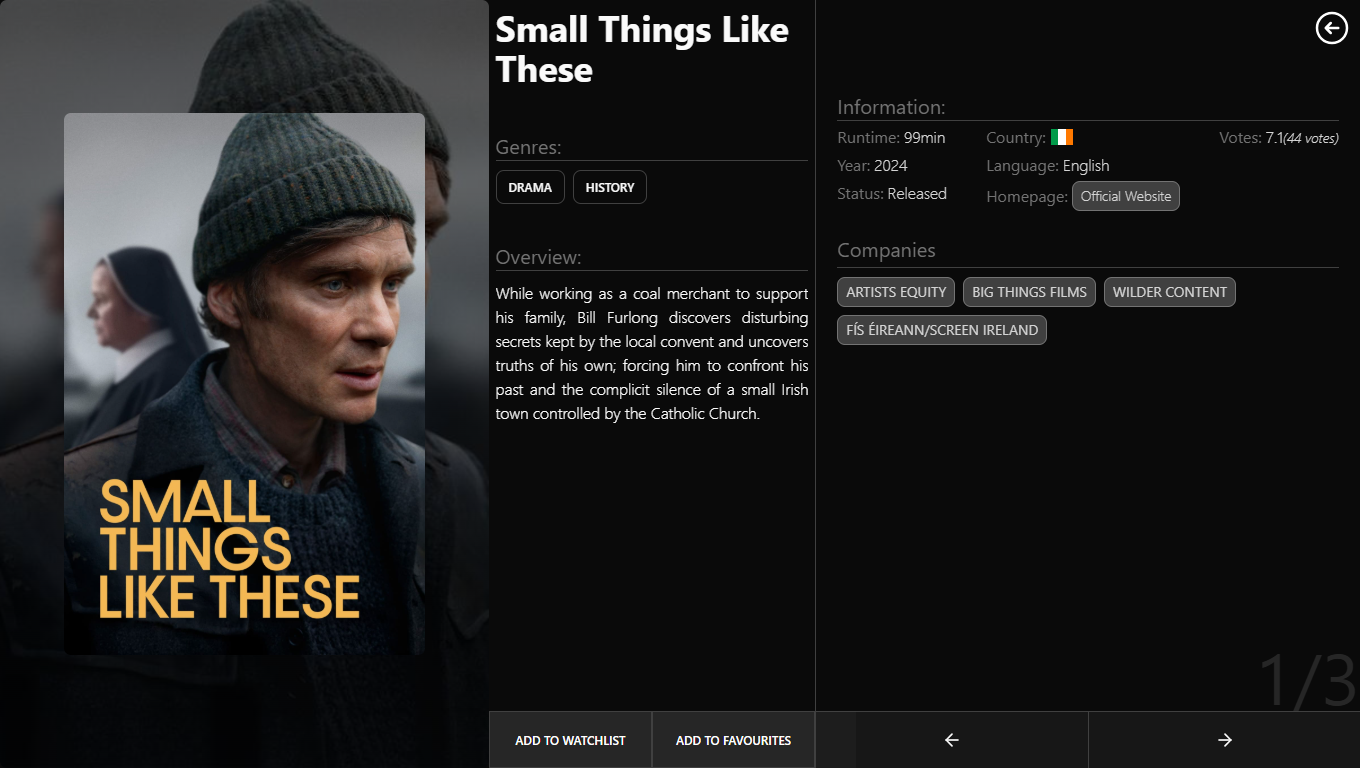 SMALL
THINGS
LIKE THESE
Small Things Like
These
Genres:
DRAMA HISTORY
Overview:
While working as a coal merchant to support
his family, Bill Furlong discovers disturbing
secrets kept by the local convent and uncovers
truths of his own; forcing him to confront his
past and the complicit silence of a small Irish
town controlled by the Catholic Church.
ADD TO WATCHLIST ADD TO FAVOURITES
Information:
Runtime: 99min Country: Votes: 7.1(44 votes)
Year: 2024 Language: English
Status: Released Homepage: Official Website
Companies
ARTISTS EQUITY BIG THINGS FILMS WILDER CONTENT
FÍS ÉIREANN/SCREEN IRELAND
1/3